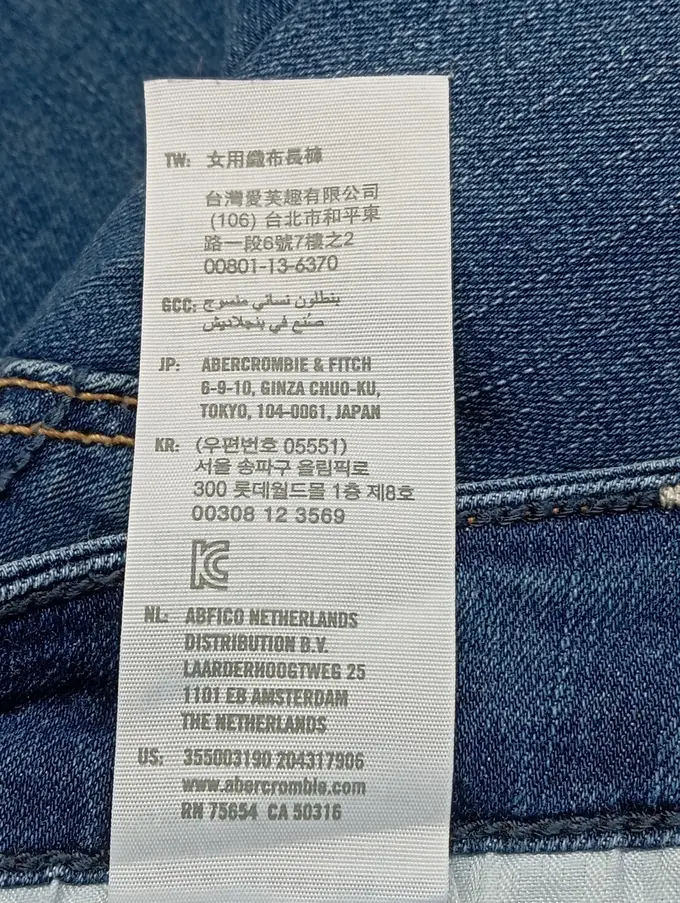 TW: 女用織布長褲
台灣愛芙趣有限公司
(106) 台北市和平東
路一段6號7樓之2
00801-13-6370
GCC: بنطلون نسائي منسوج
صنع في بنجلاديش
JP: ABERCROMBIE & FITCH
6-9-10, GINZA CHUO-KU,
TOKYO, 104-0061, JAPAN
KR: (우편번호 05551)
서울 송파구 올림픽로
300 롯데월드몰 1층 제8호
00308 12 3569
KC
NL: ABFICO NETHERLANDS
DISTRIBUTION B.V.
LAARDERHOOGTWEG 25
1101 EB AMSTERDAM
THE NETHERLANDS
US: 355003190 204317906
www.abercrombie.com
RN 75654 CA 50316